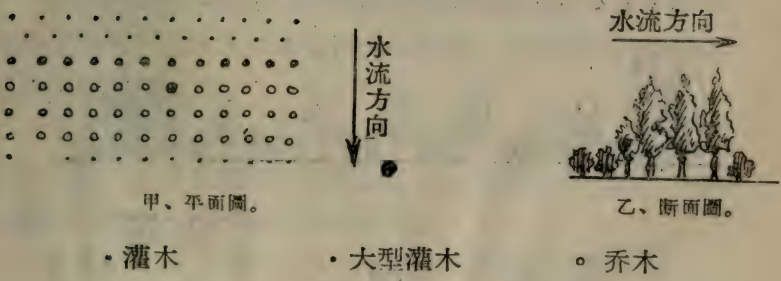 水流方向
水流方向
甲、平面圖。
乙、断面圖。
灌木
大型灌木
乔木